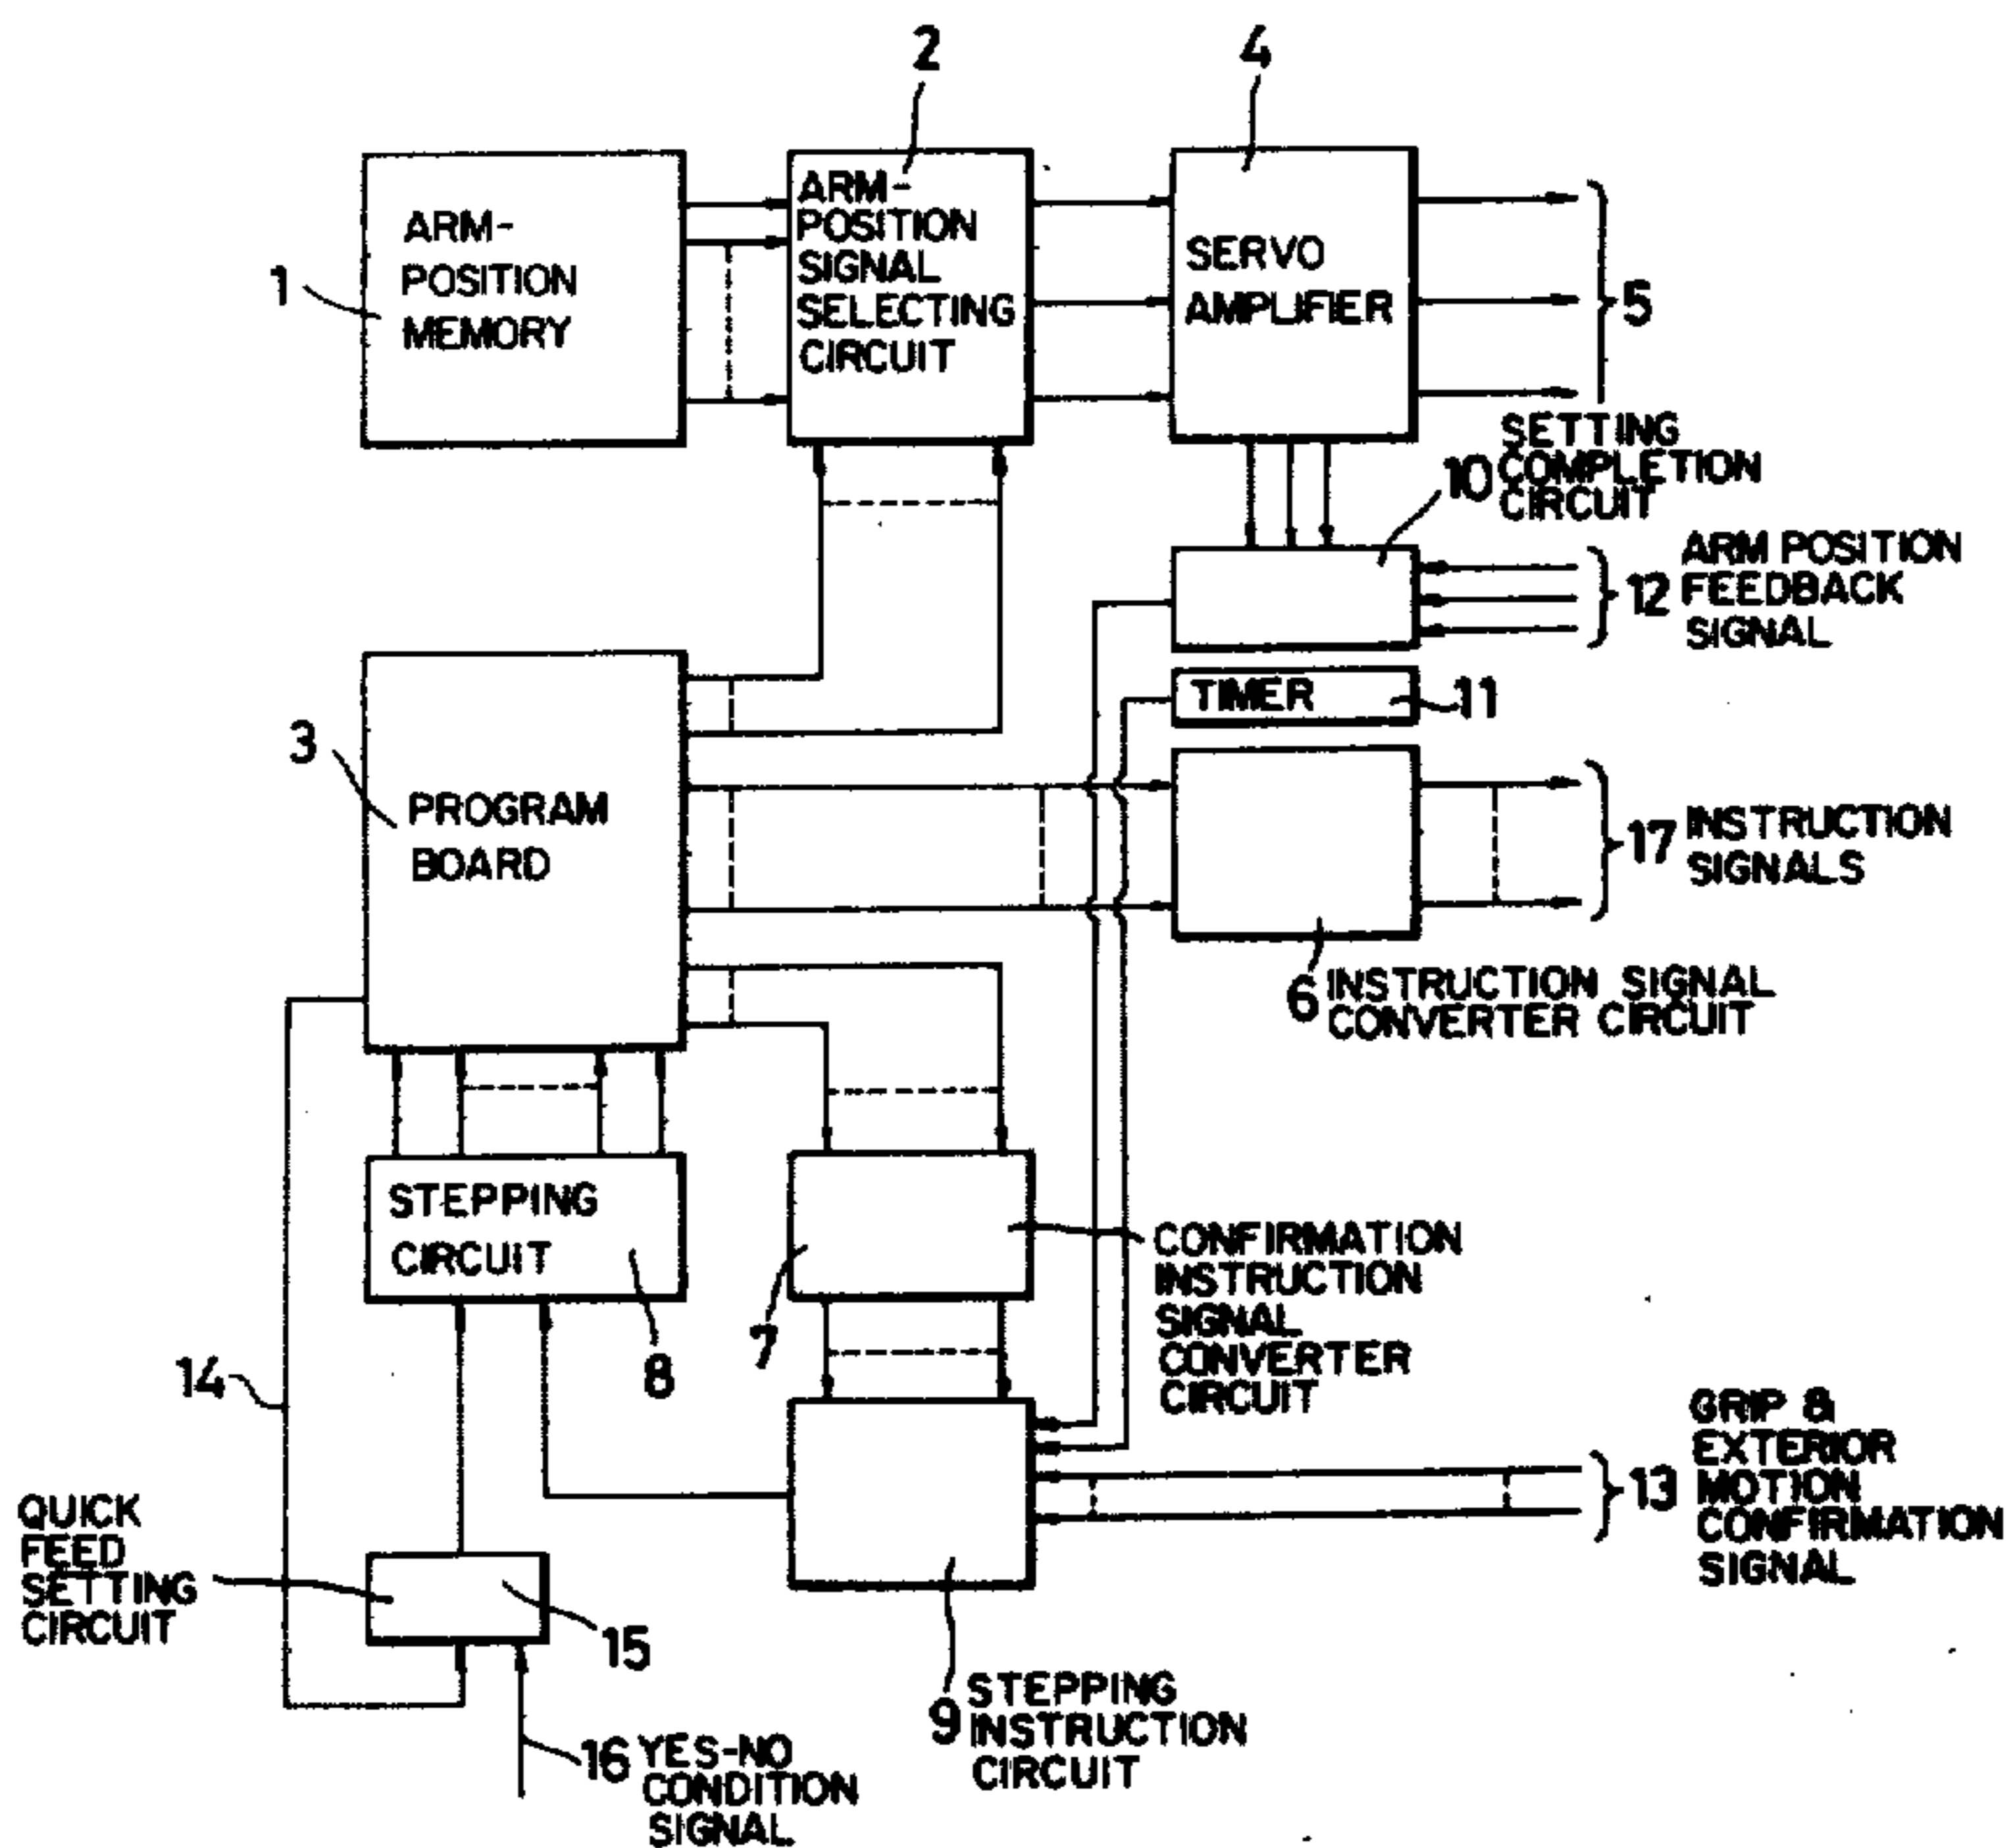 2
4
1
ARM-
POSITION
MEMORY
ARM-
POSITION
SIGNAL
SELECTING
CIRCUIT
SERVO
AMPLIFIER
5
10 SETTING
COMPLETION
CIRCUIT
12 ARM POSITION
FEEDBACK
SIGNAL
TIMER
11
3
PROGRAM
BOARD
17 INSTRUCTION
SIGNALS
6 INSTRUCTION SIGNAL
CONVERTER CIRCUIT
STEPPING
CIRCUIT
8
7
CONFIRMATION
INSTRUCTION
SIGNAL
CONVERTER
CIRCUIT
14
13
GRIP &
EXTERIOR
MOTION
CONFIRMATION
SIGNAL
QUICK
FEED
SETTING
CIRCUIT
15
9 STEPPING
INSTRUCTION
CIRCUIT
16 YES-NO
CONDITION
SIGNAL